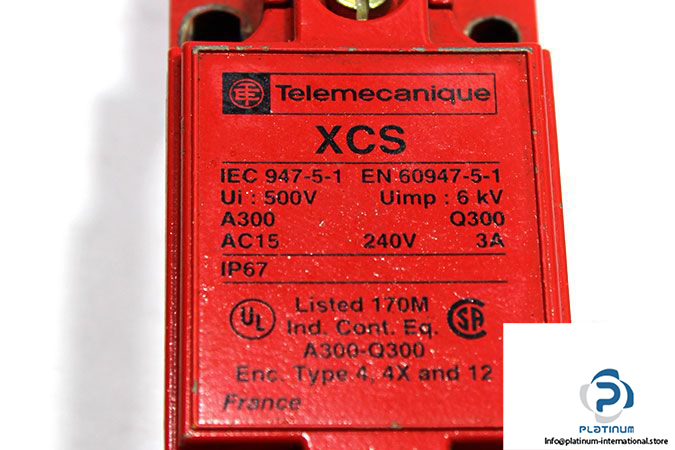 Telemecanique
XCS
IEC 947-5-1 EN 60947-5-1
Ui : 500V Uimp : 6 kV
A300 Q300
AC15 240V 3A
IP67
UL Listed 170M SA
Ind. Cont. Eq.
A300-Q300
Enc. Type 4, 4X and 12
France
PLATINUM
Info@platinum-international.store